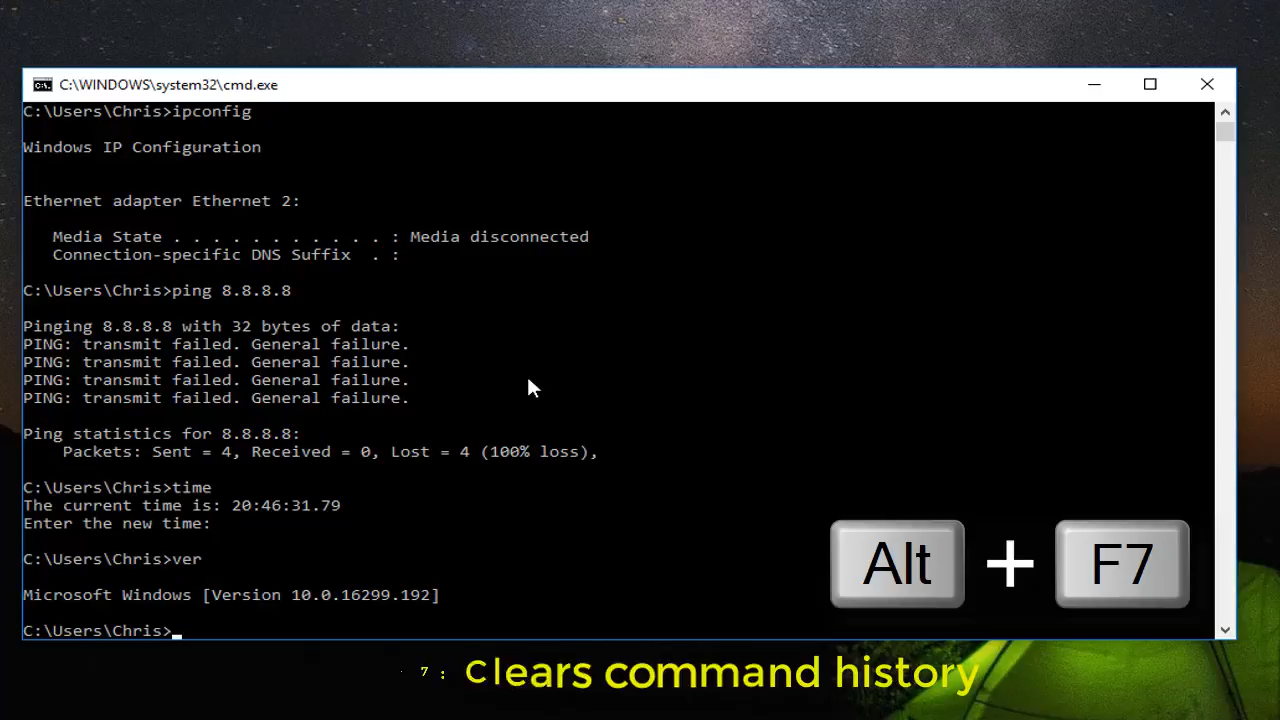 C:\WINDOWS\system32\cmd.exe
C:\Users\Chris>ipconfig
Windows IP Configuration
Ethernet adapter Ethernet 2:
Media State . . . . . . . . . . . : Media disconnected
Connection-specific DNS Suffix  . :
C:\Users\Chris>ping 8.8.8.8
Pinging 8.8.8.8 with 32 bytes of data:
PING: transmit failed. General failure.
PING: transmit failed. General failure.
PING: transmit failed. General failure.
PING: transmit failed. General failure.
Ping statistics for 8.8.8.8:
Packets: Sent = 4, Received = 0, Lost = 4 (100% loss),
C:\Users\Chris>time
The current time is: 20:46:31.79
Enter the new time:
C:\Users\Chris>ver
Microsoft Windows [Version 10.0.16299.192]
C:\Users\Chris>
Alt + F7
7 : Clears command history